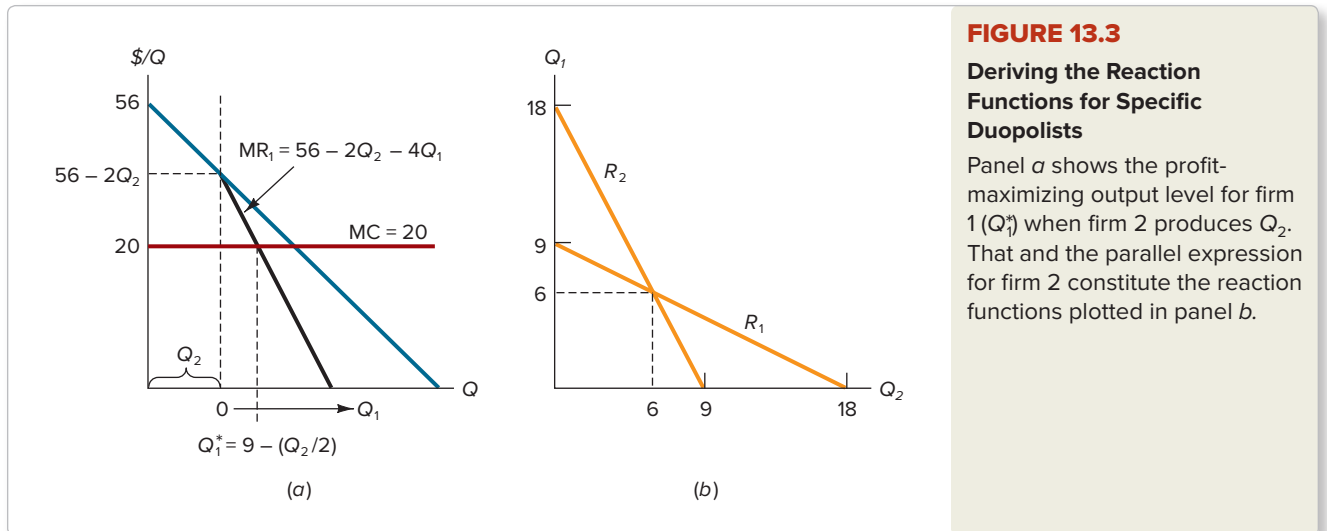 $/Q
56
MR₁ = 56 – 2Q₂ – 4Q₁
56 – 2Q₂
MC = 20
20
Q₂
Q
0
Q₁
Q₁* = 9 – (Q₂/2)
(a)
Q₁
18
R₂
9
6
R₁
Q₂
6 9 18
(b)
FIGURE 13.3
Deriving the Reaction
Functions for Specific
Duopolists
Panel a shows the profit-
maximizing output level for firm
1 (Q₁*) when firm 2 produces Q₂.
That and the parallel expression
for firm 2 constitute the reaction
functions plotted in panel b.